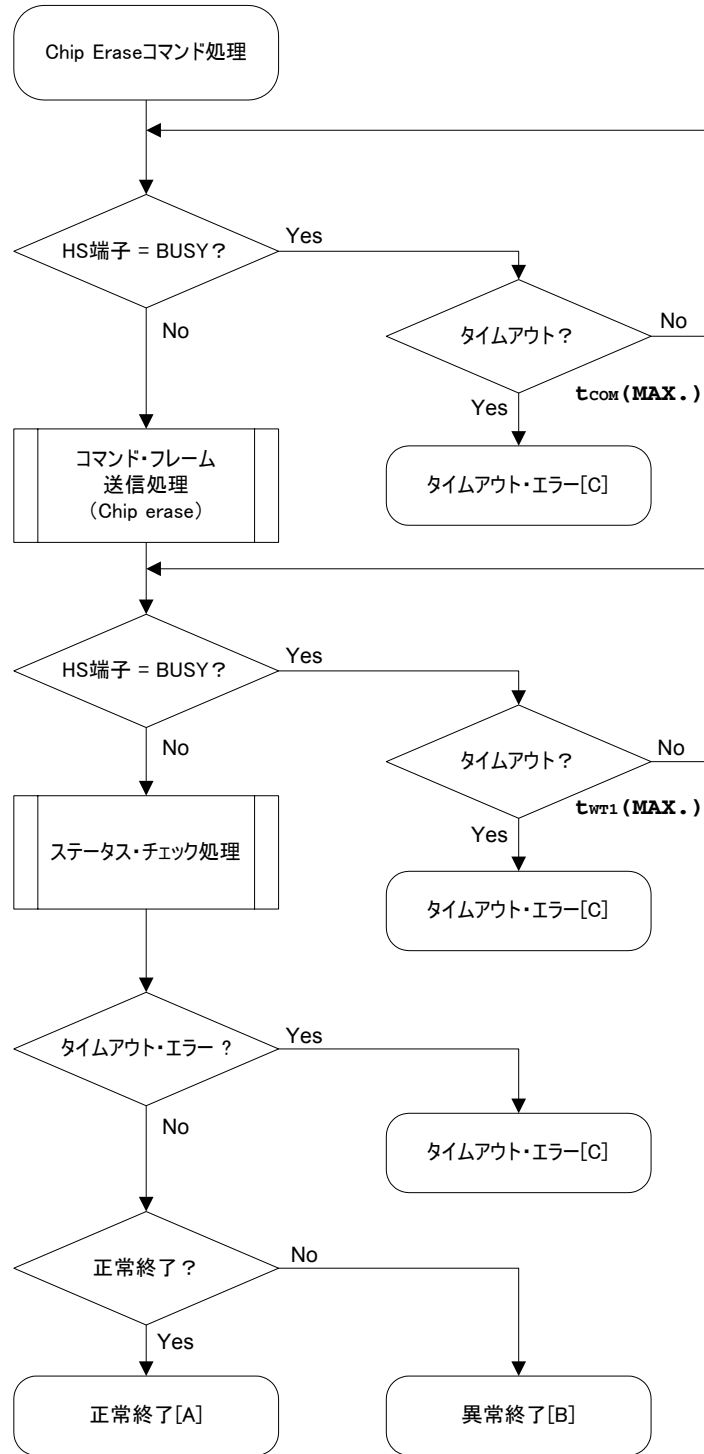 Chip Eraseコマンド処理
HS端子 = BUSY?
Yes
No
タイムアウト?
No
tCOM(MAX.)
Yes
タイムアウト・エラー[C]
コマンド・フレーム
送信処理
(Chip erase)
HS端子 = BUSY?
Yes
No
タイムアウト?
No
tWT1(MAX.)
Yes
タイムアウト・エラー[C]
ステータス・チェック処理
タイムアウト・エラー ?
Yes
No
タイムアウト・エラー[C]
正常終了?
No
Yes
正常終了[A]
異常終了[B]